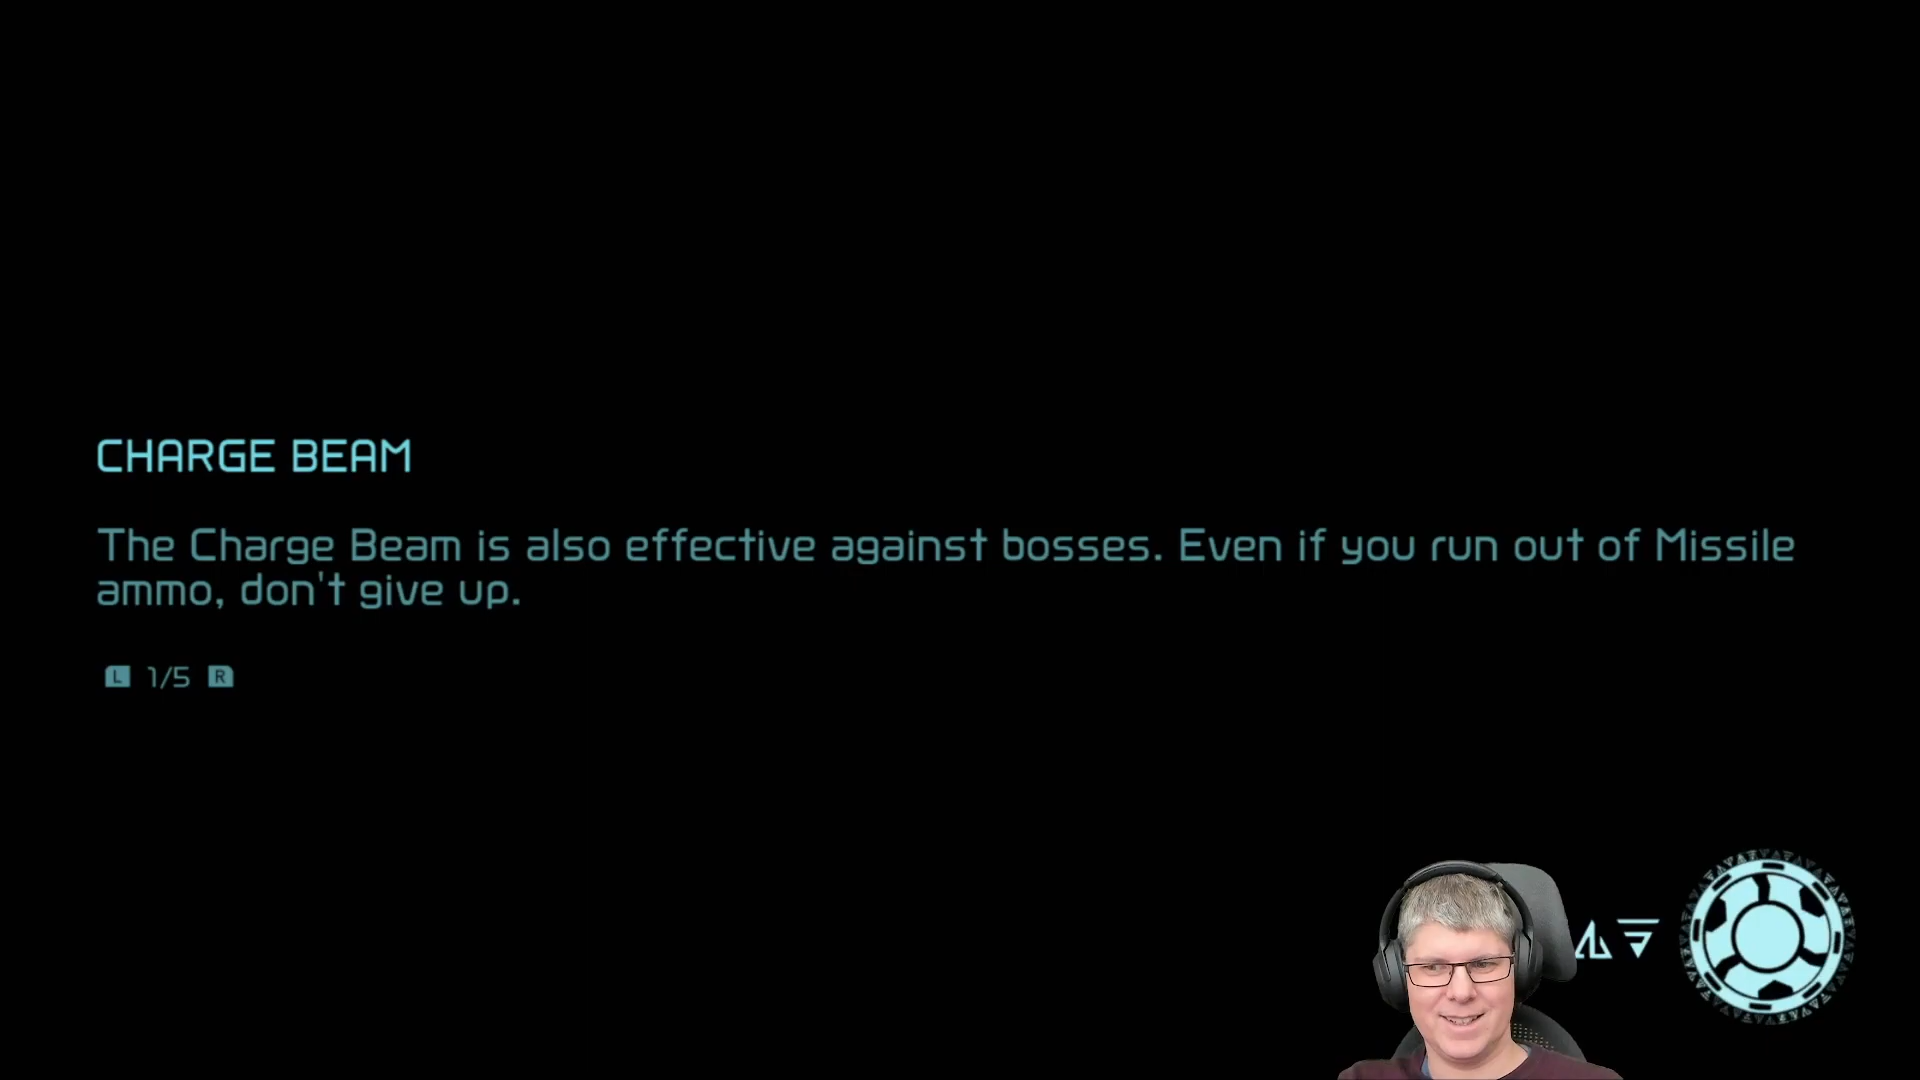 CHARGE BEAM
The Charge Beam is also effective against bosses. Even if you run out of Missile
ammo, don't give up.
L 1/5 R